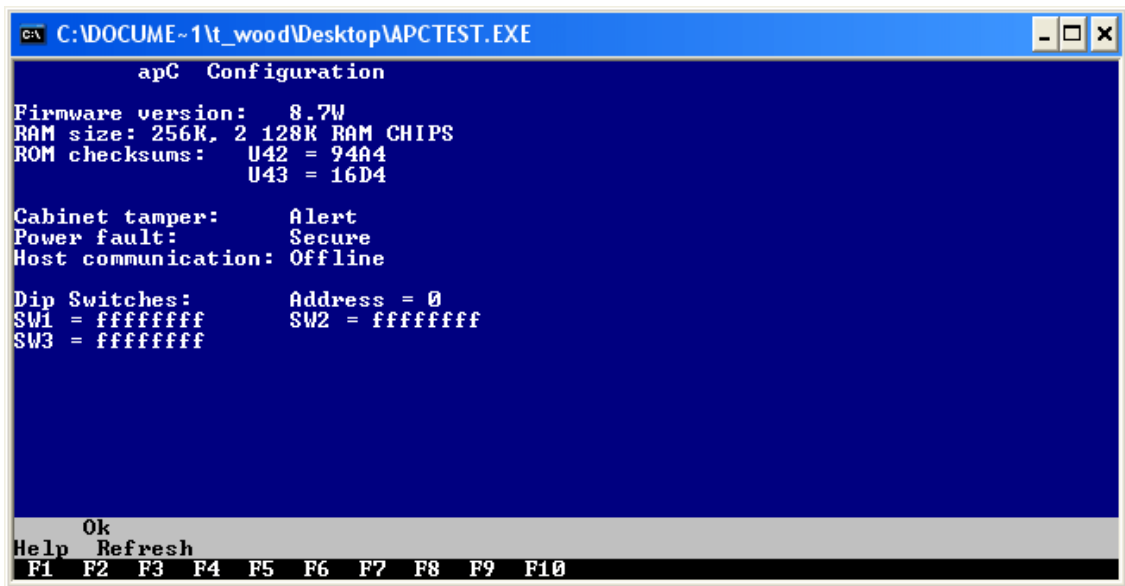 C:\DOCUME~1\t_wood\Desktop\APCTEST.EXE
apC Configuration
Firmware version: 8.7W
RAM size: 256K, 2 128K RAM CHIPS
ROM checksums: U42 = 94A4
U43 = 16D4
Cabinet tamper: Alert
Power fault: Secure
Host communication: Offline
Dip Switches: Address = 0
SW1 = ffffffff SW2 = ffffffff
SW3 = ffffffff
Ok
Help Refresh
F1 F2 F3 F4 F5 F6 F7 F8 F9 F10